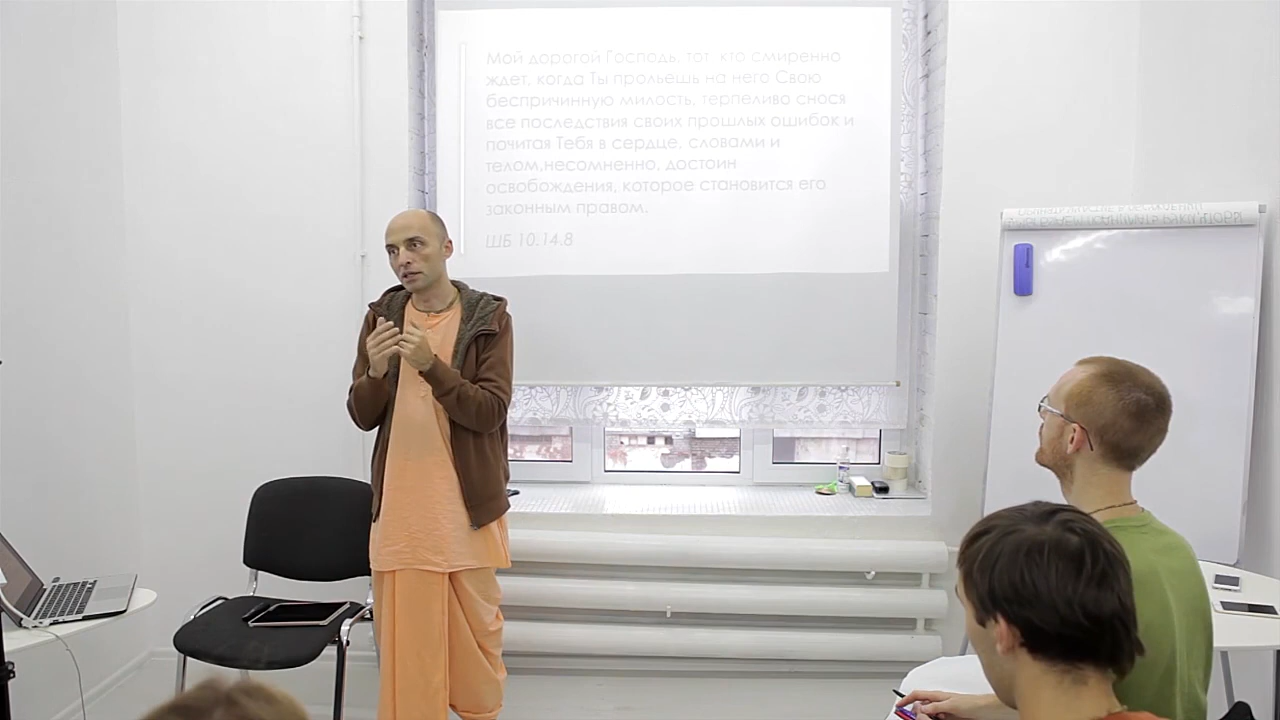 Мой дорогой Господь, тот, кто смиренно
ждет, когда Ты прольешь на него Свою
беспричинную милость, терпеливо снося
все последствия своих прошлых ошибок и
почитая Тебя в сердце, словами и
телом,несомненно, достоин
освобождения, которое становится его
законным правом.
ШБ 10.14.8